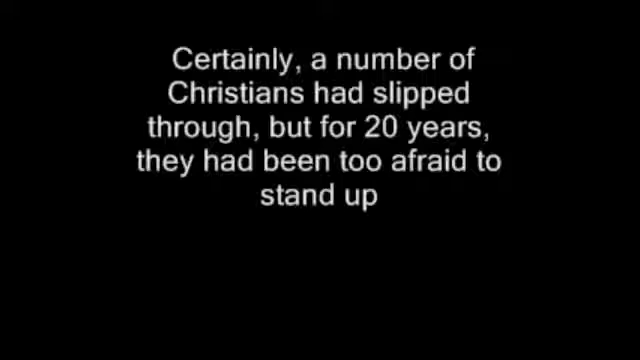 Certainly, a number of
Christians had slipped
through, but for 20 years,
they had been too afraid to
stand up